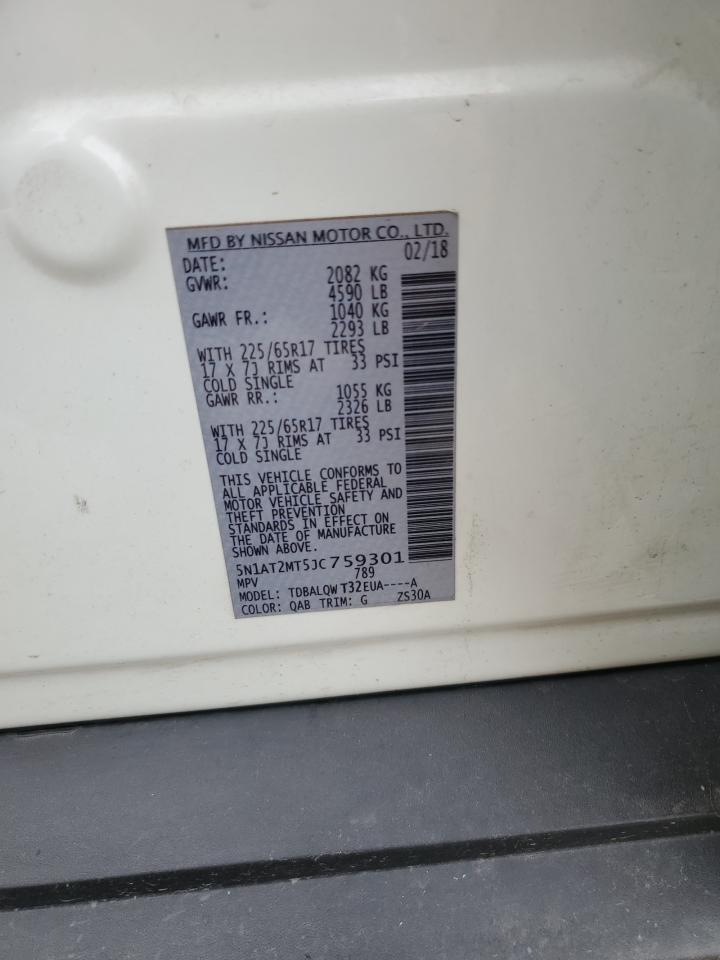 MFD BY NISSAN MOTOR CO., LTD.
DATE: 02/18
GVWR: 2082 KG
4590 LB
GAWR FR.: 1040 KG
2293 LB
WITH 225/65R17 TIRES
17 X 7J RIMS AT 33 PSI
COLD SINGLE
GAWR RR.: 1055 KG
2326 LB
WITH 225/65R17 TIRES
17 X 7J RIMS AT 33 PSI
COLD SINGLE
THIS VEHICLE CONFORMS TO
ALL APPLICABLE FEDERAL
MOTOR VEHICLE SAFETY AND
THEFT PREVENTION
STANDARDS IN EFFECT ON
THE DATE OF MANUFACTURE
SHOWN ABOVE.
5N1AT2MT5JC759301
MPV 789
MODEL: TDBALQW T32EUA----A
COLOR: QAB TRIM: G ZS30A